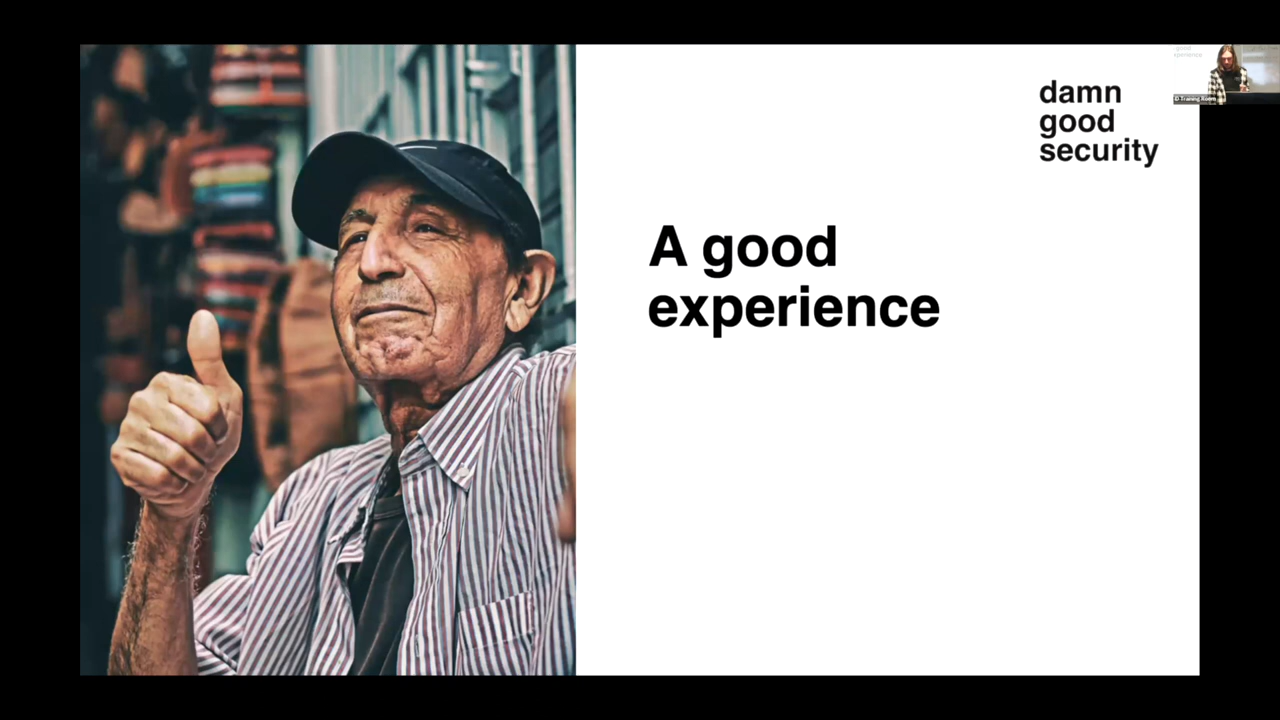 damn
good
security
A good
experience